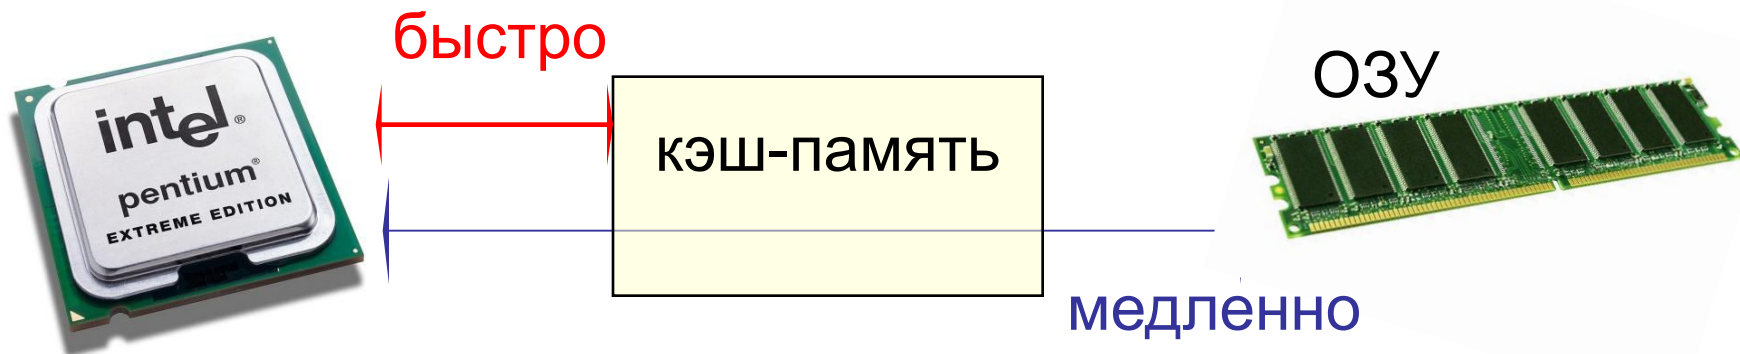 быстро
intel®
pentium®
EXTREME EDITION
кэш-память
ОЗУ
медленно